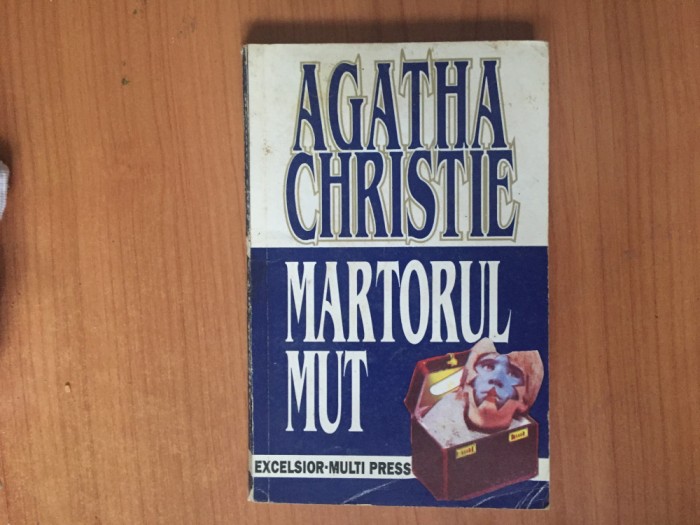 AGATHA
CHRISTIE
MARTORUL
MUT
EXCELSIOR-MULTI PRESS